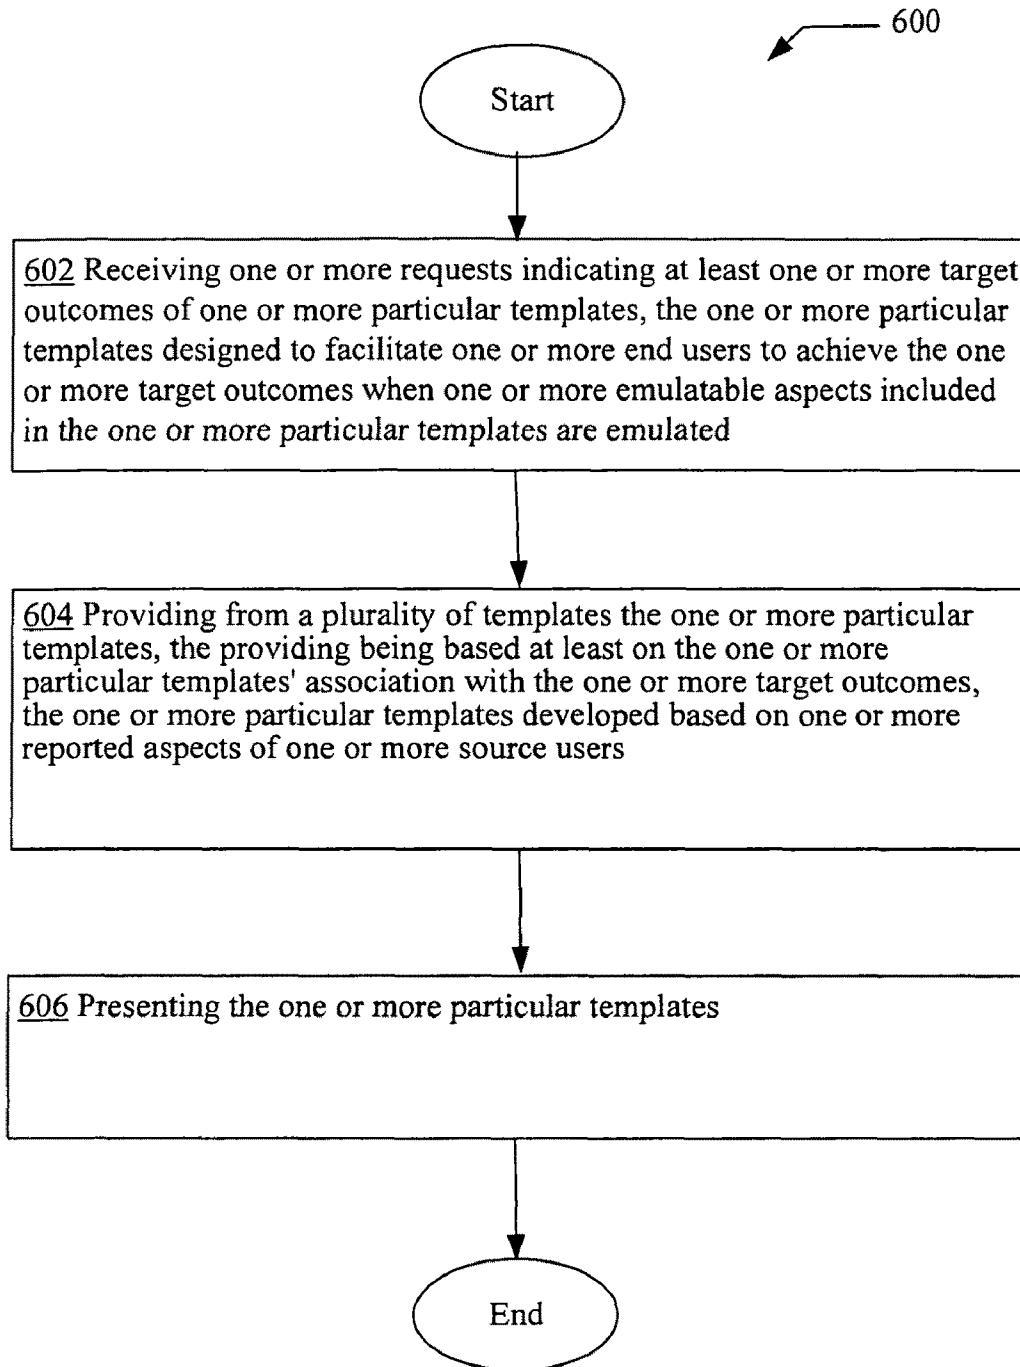 600
Start
602 Receiving one or more requests indicating at least one or more target
outcomes of one or more particular templates, the one or more particular
templates designed to facilitate one or more end users to achieve the one
or more target outcomes when one or more emulatable aspects included
in the one or more particular templates are emulated
604 Providing from a plurality of templates the one or more particular
templates, the providing being based at least on the one or more
particular templates' association with the one or more target outcomes,
the one or more particular templates developed based on one or more
reported aspects of one or more source users
606 Presenting the one or more particular templates
End